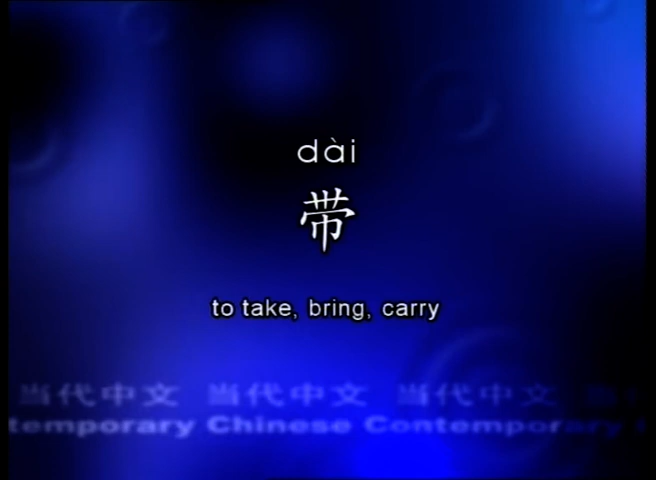 dài
带
to take, bring, carry
当代中文 当代中文 当代中文 当
temporary Chinese Contemporary C